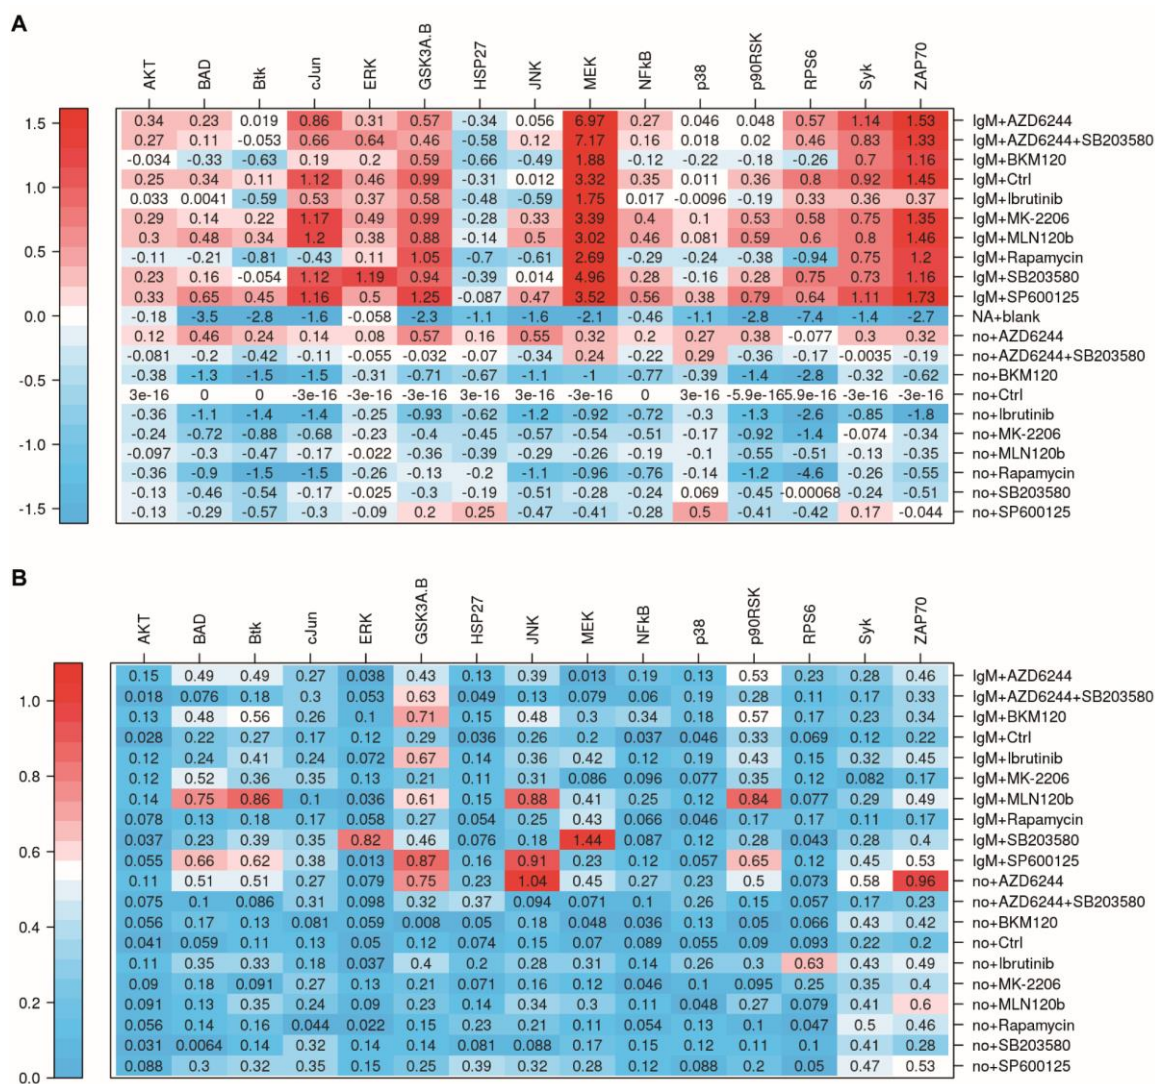 A
AKT BAD Btk cJun ERK GSK3A.B HSP27 JNK MEK NFkB p38 p90RSK RPS6 Syk ZAP70
1.5 1.0 0.5 0.0 -0.5 -1.0 -1.5
0.34 0.23 0.019 0.86 0.31 0.57 -0.34 0.056 6.97 0.27 0.046 0.048 0.57 1.14 1.53 IgM+AZD6244
0.27 0.11 -0.053 0.66 0.64 0.46 -0.58 0.12 7.17 0.16 0.018 0.02 0.46 0.83 1.33 IgM+AZD6244+SB203580
-0.034 -0.33 -0.63 0.19 0.2 0.59 -0.66 -0.49 1.88 -0.12 -0.22 -0.18 -0.26 0.7 1.16 IgM+BKM120
0.25 0.34 0.11 1.12 0.46 0.99 -0.31 0.012 3.32 0.35 0.011 0.36 0.8 0.92 1.45 IgM+Ctrl
0.033 0.0041 -0.59 0.53 0.37 0.58 -0.48 -0.59 1.75 0.017 -0.0096 -0.19 0.33 0.36 0.37 IgM+Ibrutinib
0.29 0.14 0.22 1.17 0.49 0.99 -0.28 0.33 3.39 0.4 0.1 0.53 0.58 0.75 1.35 IgM+MK-2206
0.3 0.48 0.34 1.2 0.38 0.88 -0.14 0.5 3.02 0.46 0.081 0.59 0.6 0.8 1.46 IgM+MLN120b
-0.11 -0.21 -0.81 -0.43 0.11 1.05 -0.7 -0.61 2.69 -0.29 -0.24 -0.38 -0.94 0.75 1.2 IgM+Rapamycin
0.23 0.16 -0.054 1.12 1.19 0.94 -0.39 0.014 4.96 0.28 -0.16 0.28 0.75 0.73 1.16 IgM+SB203580
0.33 0.65 0.45 1.16 0.5 1.25 -0.087 0.47 3.52 0.56 0.38 0.79 0.64 1.11 1.73 IgM+SP600125
-0.18 -3.5 -2.8 -1.6 -0.058 -2.3 -1.1 -1.6 -2.1 -0.46 -1.1 -2.8 -7.4 -1.4 -2.7 NA+blank
0.12 0.46 0.24 0.14 0.08 0.57 0.16 0.55 0.32 0.2 0.27 0.38 -0.077 0.3 0.32 no+AZD6244
-0.081 -0.2 -0.42 -0.11 -0.055 -0.032 -0.07 -0.34 0.24 -0.22 0.29 -0.36 -0.17 -0.0035 -0.19 no+AZD6244+SB203580
-0.38 -1.3 -1.5 -1.5 -0.31 -0.71 -0.67 -1.1 -1 -0.77 -0.39 -1.4 -2.8 -0.32 -0.62 no+BKM120
3e-16 0 0 -3e-16 -3e-16 -3e-16 3e-16 3e-16 -3e-16 0 3e-16 -5.9e-16 5.9e-16 -3e-16 -3e-16 no+Ctrl
-0.36 -1.1 -1.4 -1.4 -0.25 -0.93 -0.62 -1.2 -0.92 -0.72 -0.3 -1.3 -2.6 -0.85 -1.8 no+Ibrutinib
-0.24 -0.72 -0.88 -0.68 -0.23 -0.4 -0.45 -0.57 -0.54 -0.51 -0.17 -0.92 -1.4 -0.074 -0.34 no+MK-2206
-0.097 -0.3 -0.47 -0.17 -0.022 -0.36 -0.39 -0.29 -0.26 -0.19 -0.1 -0.55 -0.51 -0.13 -0.35 no+MLN120b
-0.36 -0.9 -1.5 -1.5 -0.26 -0.13 -0.2 -1.1 -0.96 -0.76 -0.14 -1.2 -4.6 -0.26 -0.55 no+Rapamycin
-0.13 -0.46 -0.54 -0.17 -0.025 -0.3 -0.19 -0.51 -0.28 -0.24 0.069 -0.45 -0.00068 -0.24 -0.51 no+SB203580
-0.13 -0.29 -0.57 -0.3 -0.09 0.2 0.25 -0.47 -0.41 -0.28 0.5 -0.41 -0.42 0.17 -0.044 no+SP600125
B
AKT BAD Btk cJun ERK GSK3A.B HSP27 JNK MEK NFkB p38 p90RSK RPS6 Syk ZAP70
1.0 0.8 0.6 0.4 0.2 0.0
0.15 0.49 0.49 0.27 0.038 0.43 0.13 0.39 0.013 0.19 0.13 0.53 0.23 0.28 0.46 IgM+AZD6244
0.018 0.076 0.18 0.3 0.053 0.63 0.049 0.13 0.079 0.06 0.19 0.28 0.11 0.17 0.33 IgM+AZD6244+SB203580
0.13 0.48 0.56 0.26 0.1 0.71 0.15 0.48 0.3 0.34 0.18 0.57 0.17 0.23 0.34 IgM+BKM120
0.028 0.22 0.27 0.17 0.12 0.29 0.036 0.26 0.2 0.037 0.046 0.33 0.069 0.12 0.22 IgM+Ctrl
0.12 0.24 0.41 0.24 0.072 0.67 0.14 0.36 0.42 0.12 0.19 0.43 0.15 0.32 0.45 IgM+Ibrutinib
0.12 0.52 0.36 0.35 0.13 0.21 0.11 0.31 0.086 0.096 0.077 0.35 0.12 0.082 0.17 IgM+MK-2206
0.14 0.75 0.86 0.1 0.036 0.61 0.15 0.88 0.41 0.25 0.12 0.84 0.077 0.29 0.49 IgM+MLN120b
0.078 0.13 0.18 0.17 0.058 0.27 0.054 0.25 0.43 0.066 0.046 0.17 0.17 0.11 0.17 IgM+Rapamycin
0.037 0.23 0.39 0.35 0.82 0.46 0.076 0.18 1.44 0.087 0.12 0.28 0.043 0.28 0.4 IgM+SB203580
0.055 0.66 0.62 0.38 0.013 0.87 0.16 0.91 0.23 0.12 0.057 0.65 0.12 0.45 0.53 IgM+SP600125
0.11 0.51 0.51 0.27 0.079 0.75 0.23 1.04 0.45 0.27 0.23 0.5 0.073 0.58 0.96 no+AZD6244
0.075 0.1 0.086 0.31 0.098 0.32 0.37 0.094 0.071 0.1 0.26 0.15 0.057 0.17 0.23 no+AZD6244+SB203580
0.056 0.17 0.13 0.081 0.059 0.008 0.05 0.17 0.048 0.036 0.13 0.05 0.066 0.43 0.42 no+BKM120
0.041 0.059 0.11 0.13 0.05 0.12 0.074 0.15 0.07 0.089 0.055 0.09 0.093 0.22 0.2 no+Ctrl
0.11 0.35 0.33 0.18 0.037 0.4 0.2 0.28 0.31 0.14 0.26 0.3 0.63 0.43 0.49 no+Ibrutinib
0.09 0.18 0.091 0.27 0.13 0.21 0.071 0.16 0.12 0.046 0.1 0.095 0.25 0.35 0.4 no+MK-2206
0.091 0.13 0.35 0.24 0.09 0.23 0.14 0.34 0.3 0.11 0.048 0.27 0.079 0.41 0.6 no+MLN120b
0.056 0.14 0.16 0.044 0.022 0.15 0.23 0.21 0.11 0.054 0.13 0.1 0.047 0.5 0.46 no+Rapamycin
0.031 0.0064 0.14 0.32 0.14 0.14 0.081 0.088 0.17 0.15 0.19 0.11 0.1 0.41 0.28 no+SB203580
0.088 0.3 0.32 0.35 0.11 0.25 0.39 0.32 0.28 0.12 0.088 0.2 0.05 0.47 0.53 no+SP600125